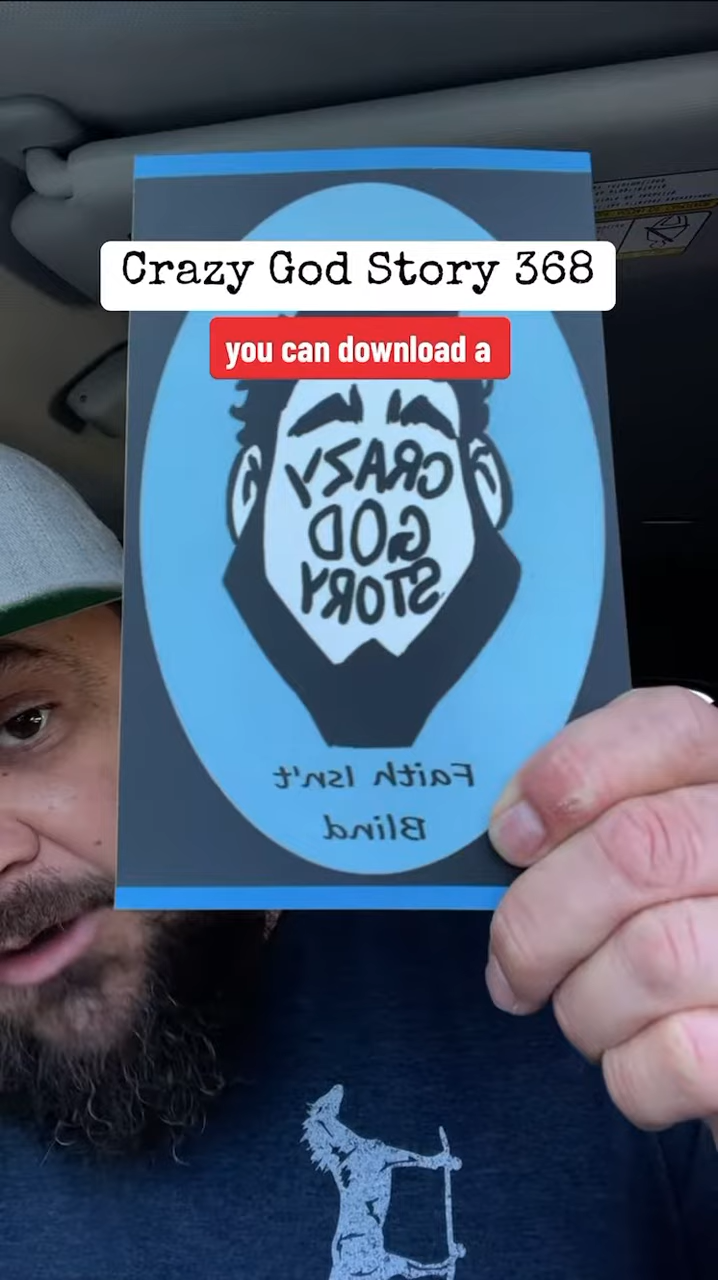 Crazy God Story 368
you can download a
CRAZY
GOD
STORY
Faith Isn't
Blind